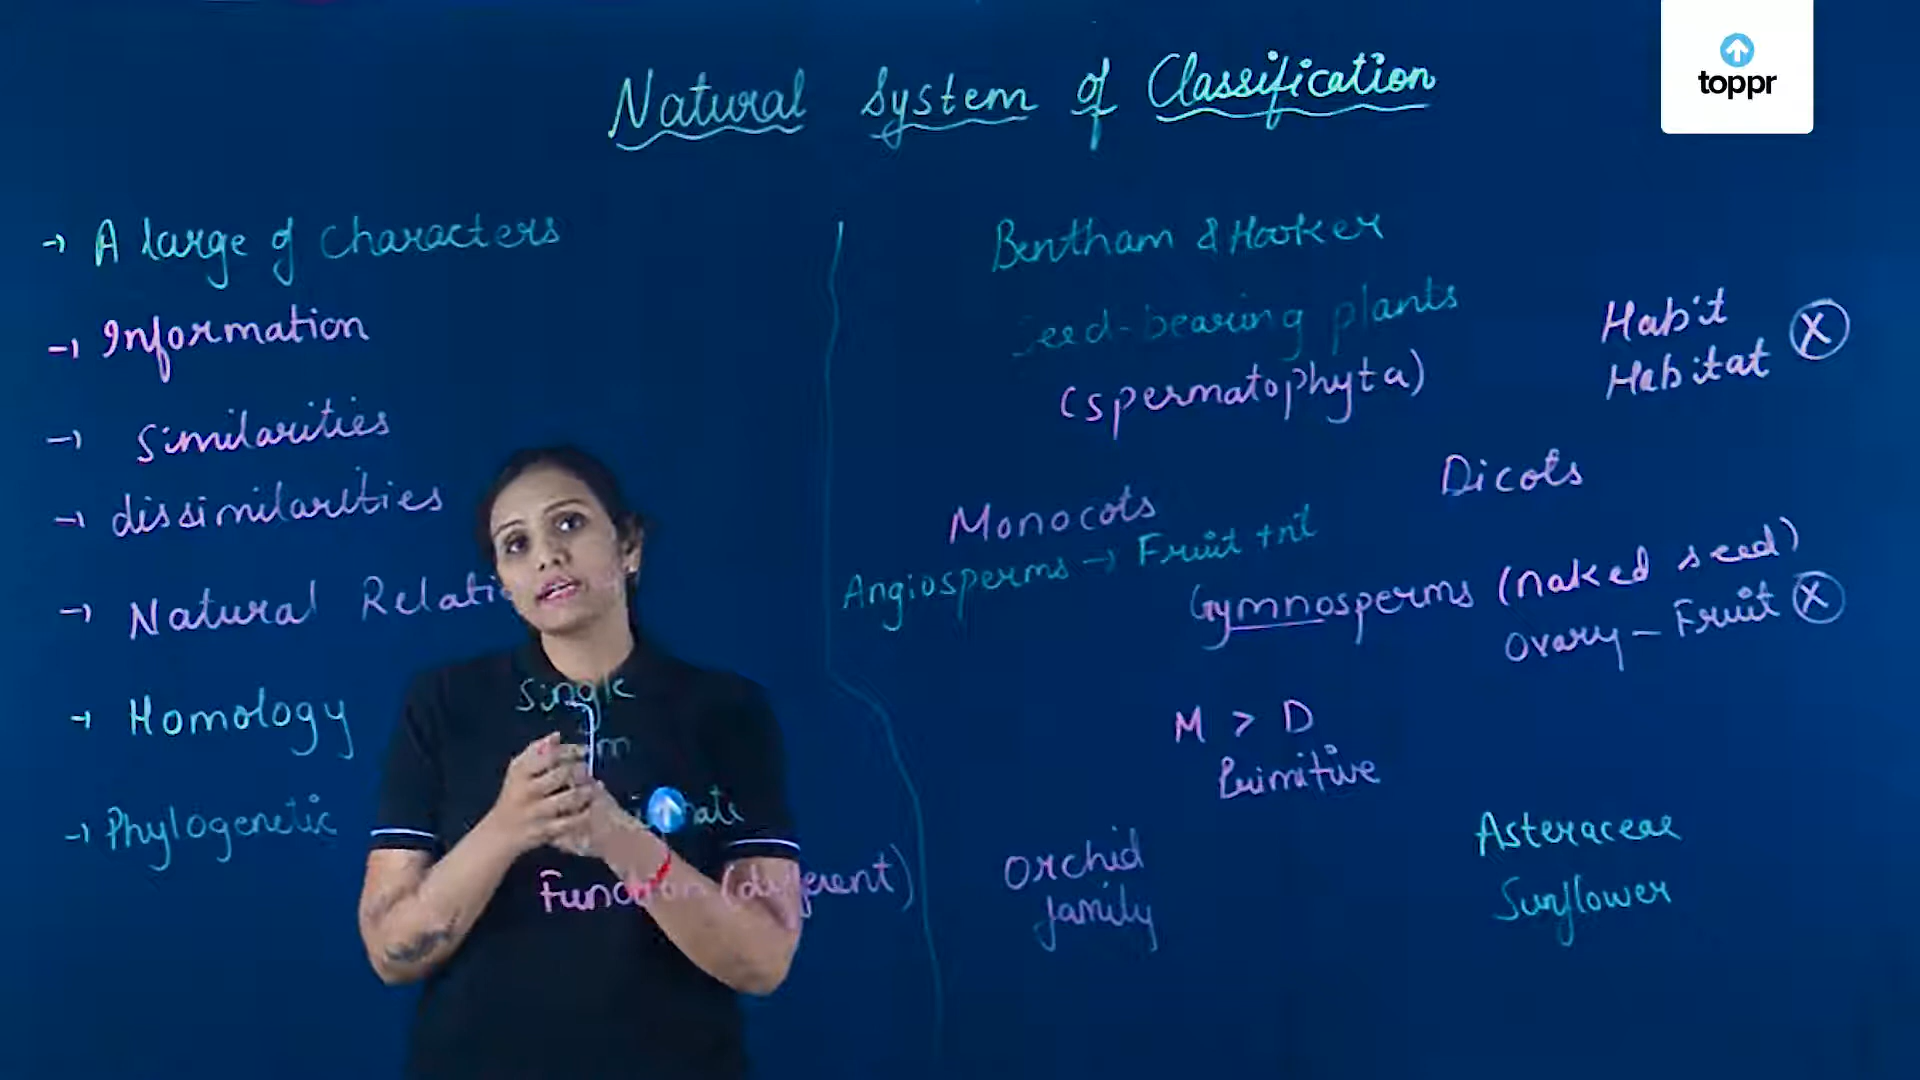 toppr
Natural System of Classification
→ A large of characters
→ Information
→ Similarities
→ dissimilarities
→ Natural
→ Homology
→ Phylogenetic
Single
Function (different)
Bentham & Hooker
Seed-bearing plants
(spermatophyta)
Habit
Habitat X
Monocots
Dicots
Angiosperms → Fruit +nt
Gymnosperms (naked seed)
Ovary – Fruit X
M > D
Primitive
Orchid
family
Asteraceae
Sunflower